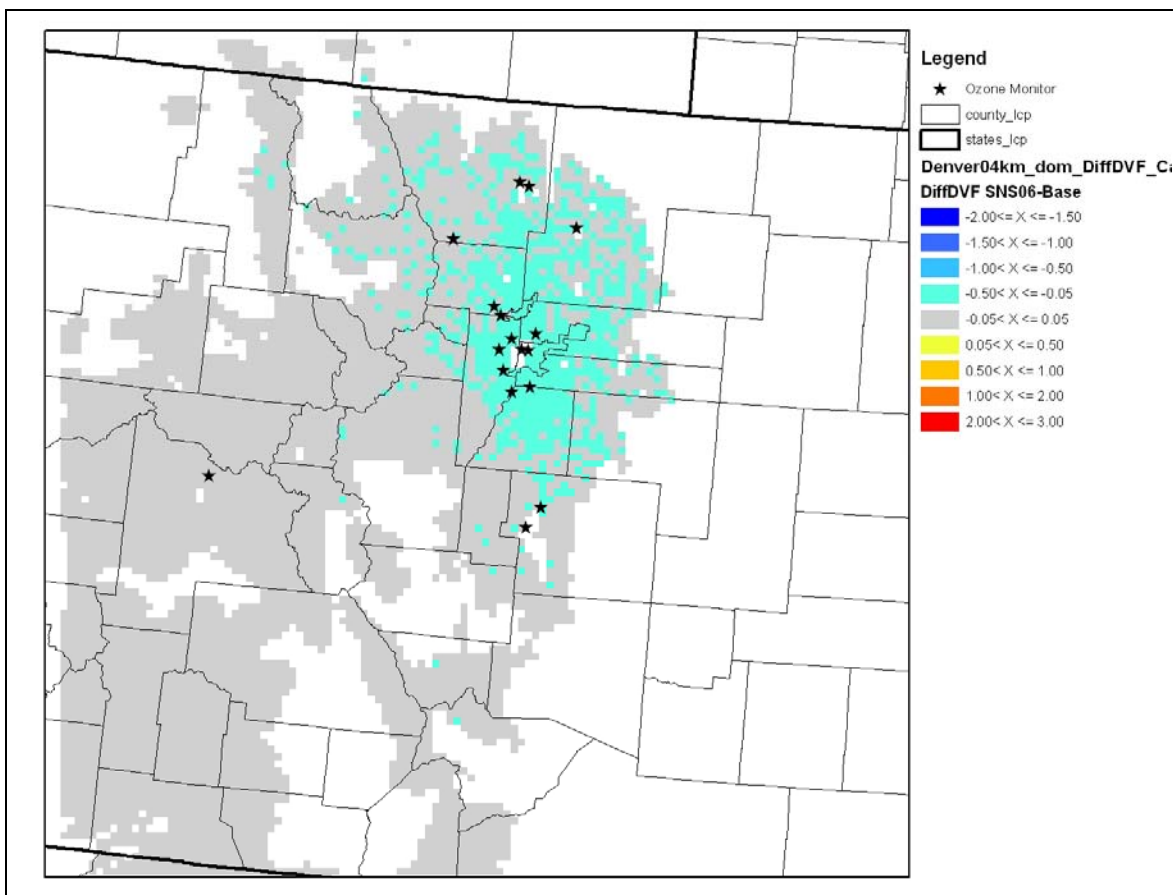 Legend
Ozone Monitor
county_lcp
states_lcp
Denver04km_dom_DiffDVF_Ca
DiffDVF SNS06-Base
-2.00<= X <= -1.50
-1.50< X <= -1.00
-1.00< X <= -0.50
-0.50< X <= -0.05
-0.05< X <= 0.05
0.05< X <= 0.50
0.50< X <= 1.00
1.00< X <= 2.00
2.00< X <= 3.00